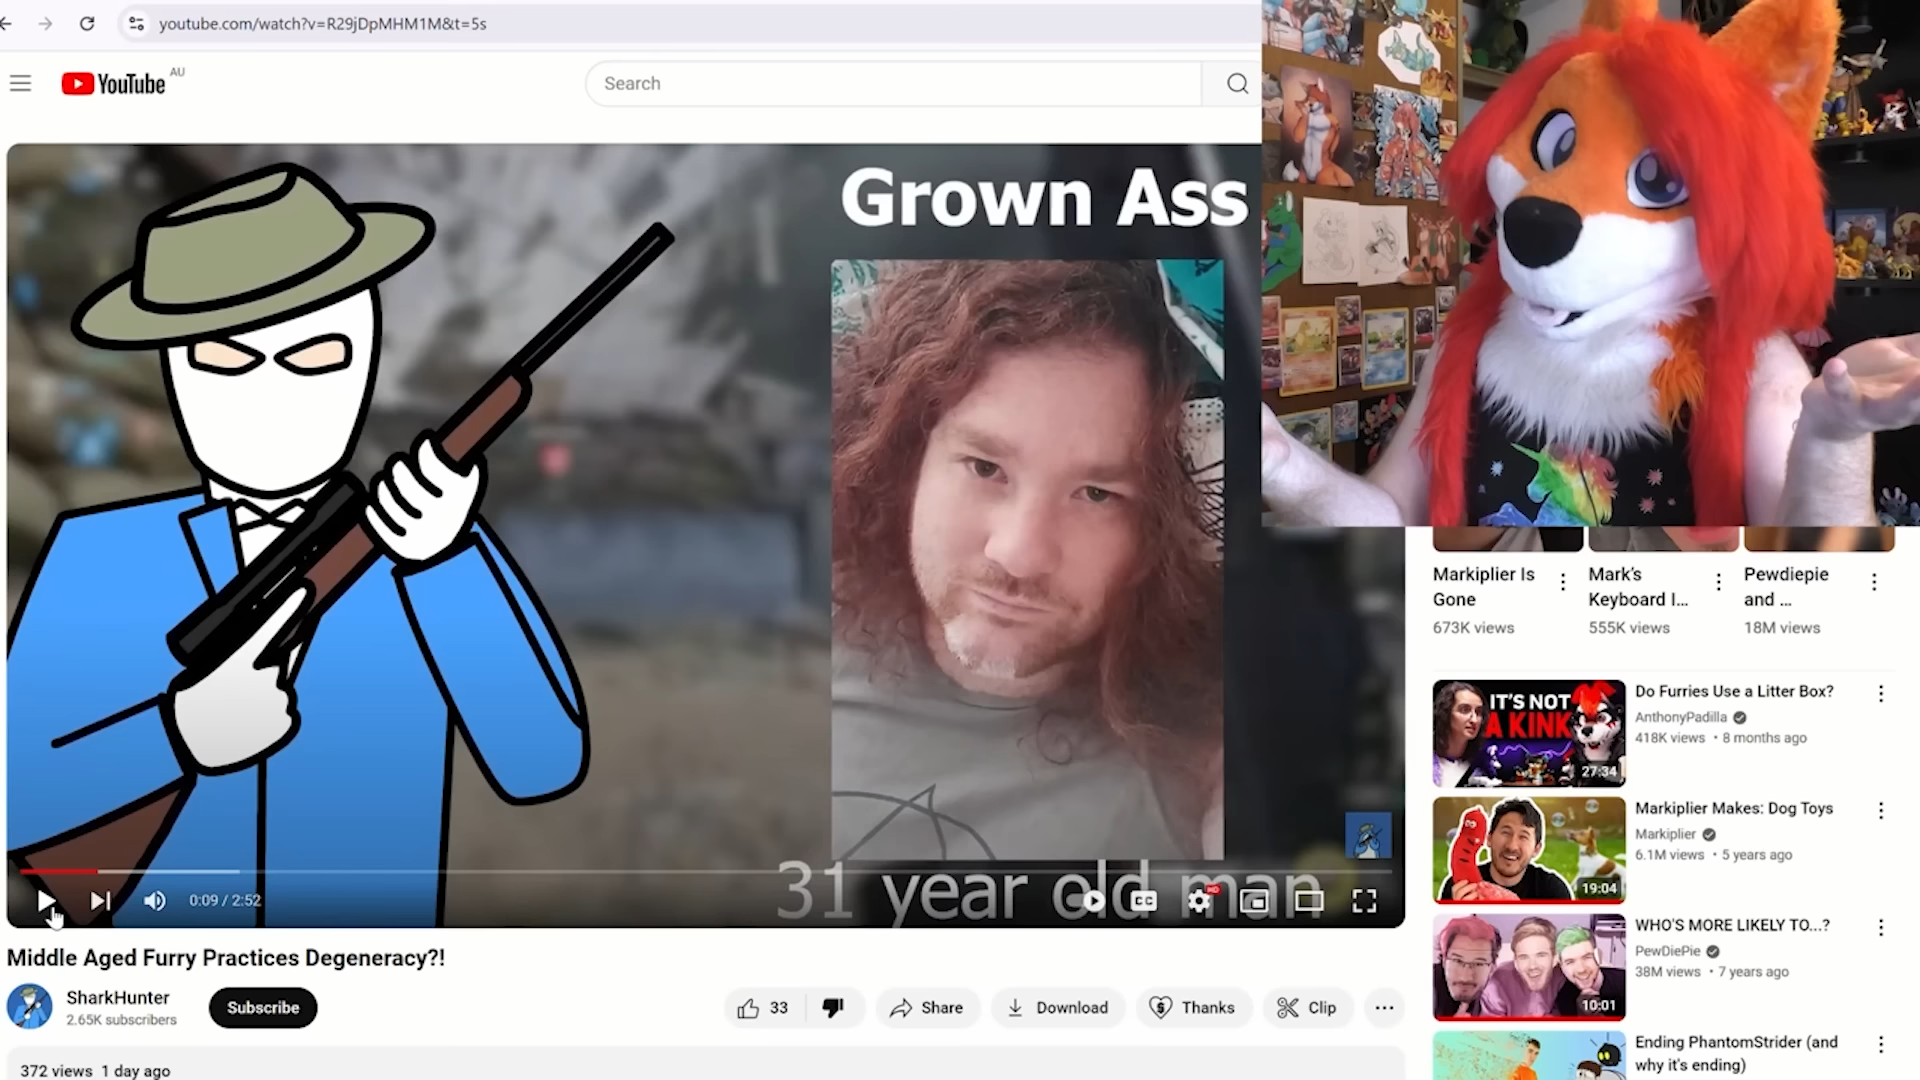 youtube.com/watch?v=R29jDpMHM1M&t=5s
YouTube AU
Search
Grown Ass
31 year old man
CC
HD
0:09 / 2:52
Middle Aged Furry Practices Degeneracy?!
SharkHunter
2.65K subscribers
Subscribe
33
Share
Download
Thanks
Clip
372 views 1 day ago
Markiplier Is
Gone
673K views
Mark's
Keyboard I...
555K views
Pewdiepie
and ...
18M views
IT'S NOT
A KINK
27:34
Do Furries Use a Litter Box?
AnthonyPadilla
418K views • 8 months ago
19:04
Markiplier Makes: Dog Toys
Markiplier
6.1M views • 5 years ago
10:01
WHO'S MORE LIKELY TO...?
PewDiePie
38M views • 7 years ago
Ending PhantomStrider (and
why it's ending)